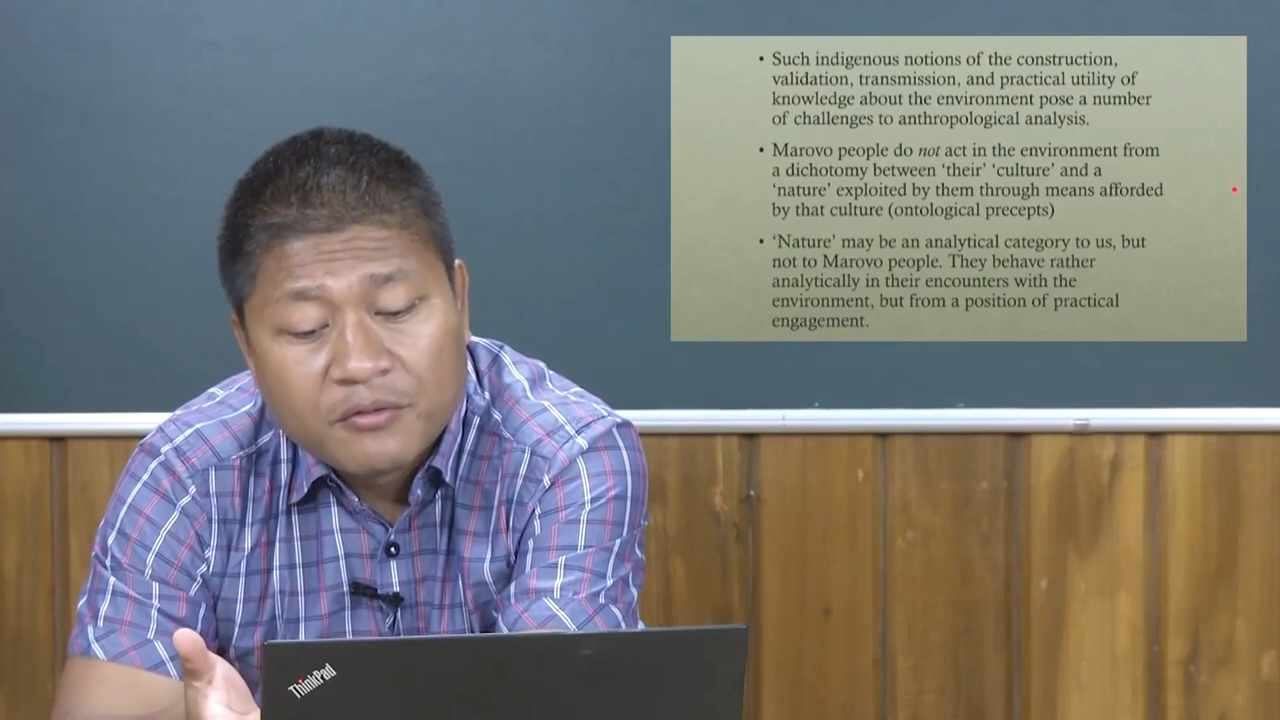 • Such indigenous notions of the construction,
validation, transmission, and practical utility of
knowledge about the environment pose a number
of challenges to anthropological analysis.
• Marovo people do not act in the environment from
a dichotomy between ‘their’ ‘culture’ and a
‘nature’ exploited by them through means afforded
by that culture (ontological precepts)
• ‘Nature’ may be an analytical category to us, but
not to Marovo people. They behave rather
analytically in their encounters with the
environment, but from a position of practical
engagement.
ThinkPad